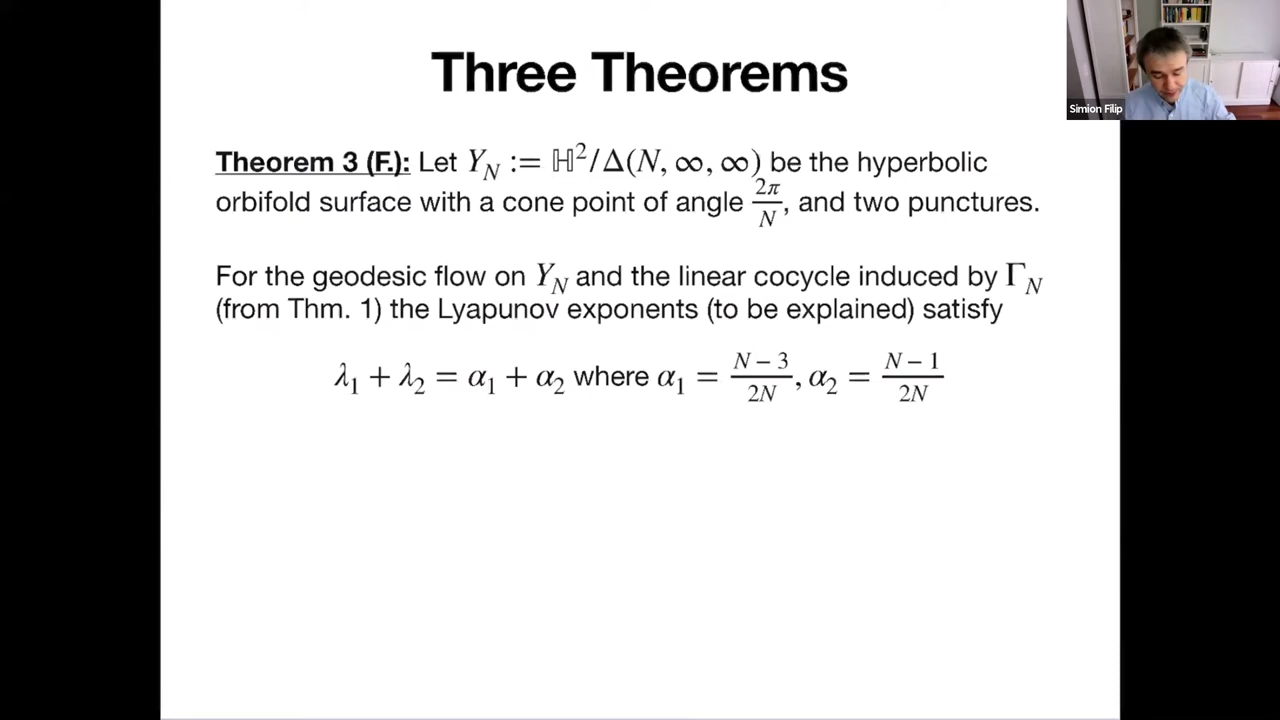 Three Theorems
Simion Filip
Theorem 3 (F.): Let Y_N := ℍ²/Δ(N, ∞, ∞) be the hyperbolic
orbifold surface with a cone point of angle 2π/N, and two punctures.
For the geodesic flow on Y_N and the linear cocycle induced by Γ_N
(from Thm. 1) the Lyapunov exponents (to be explained) satisfy
λ₁ + λ₂ = α₁ + α₂ where α₁ = (N − 3)/(2N), α₂ = (N − 1)/(2N)